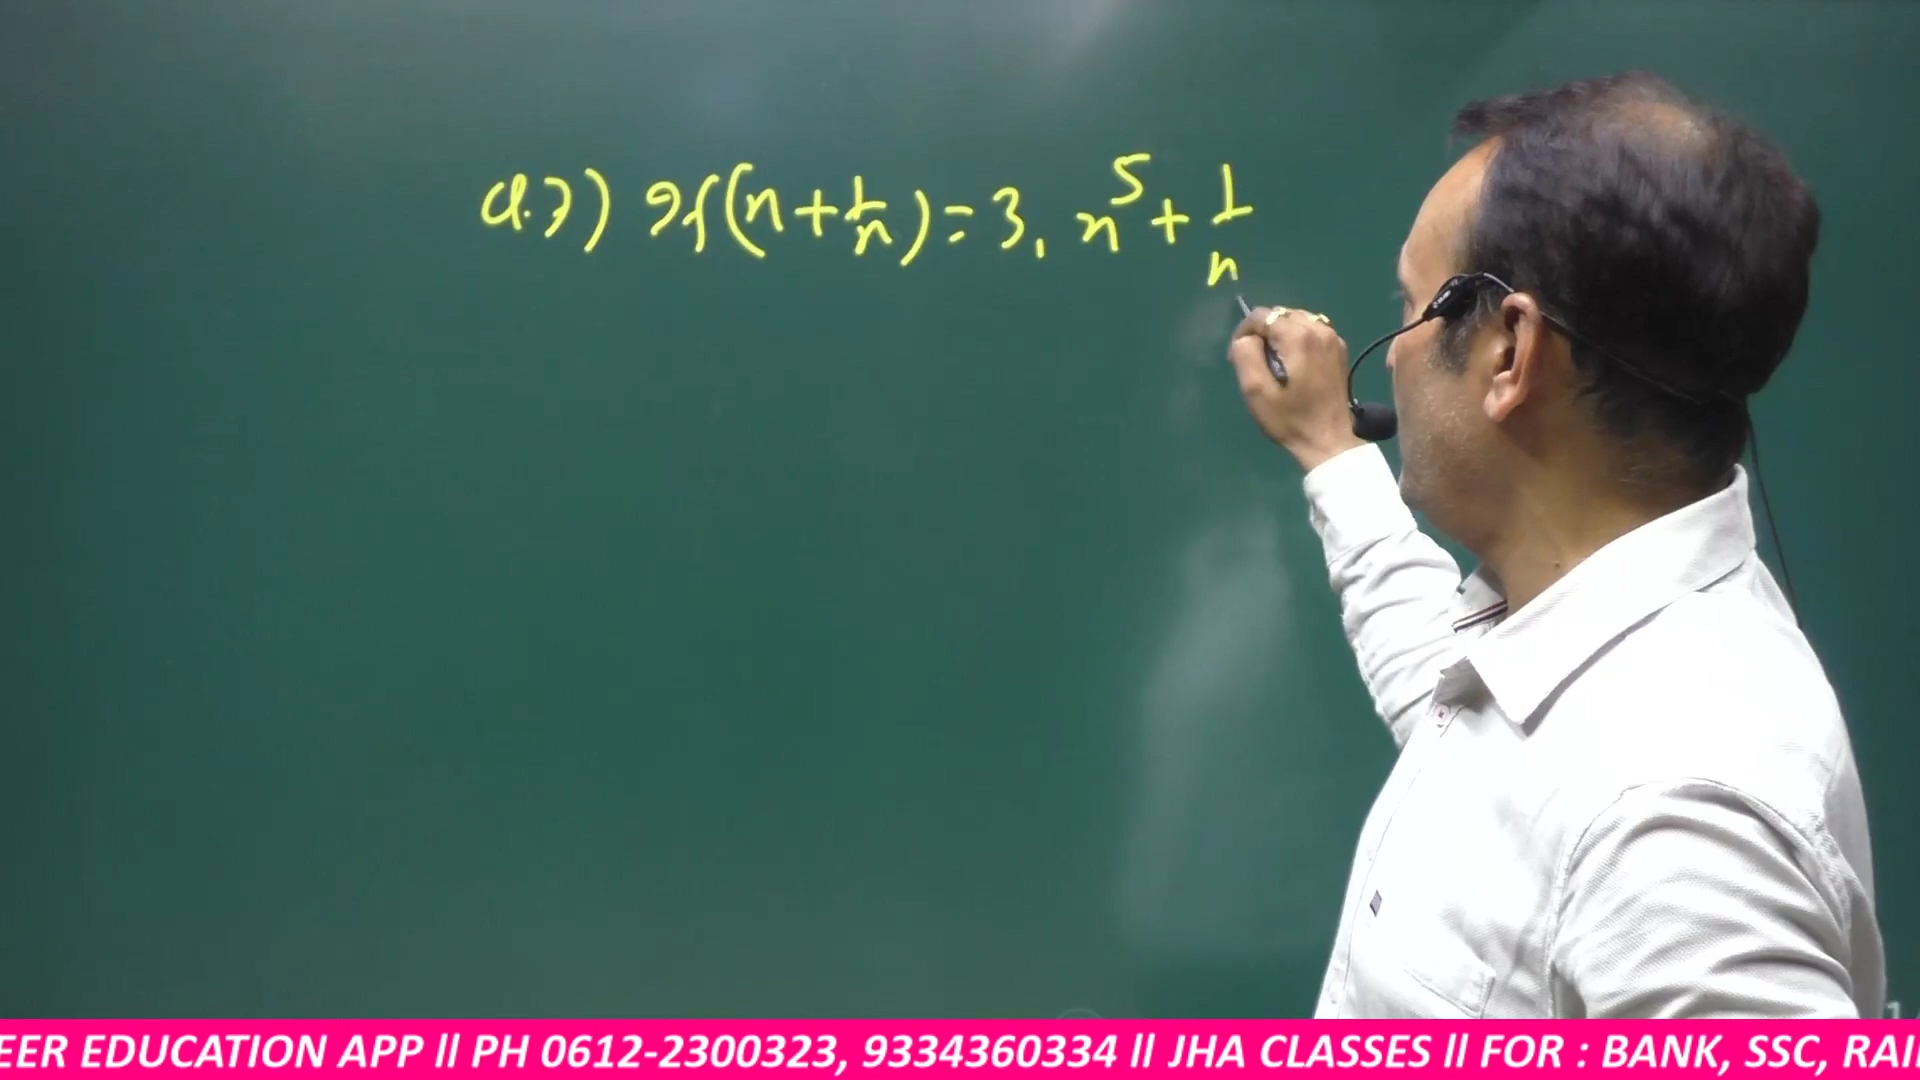 Q.7) If (x + 1/x) = 3, x⁵ + 1/x
EER EDUCATION APP ll PH 0612-2300323, 9334360334 ll JHA CLASSES ll FOR : BANK, SSC, RAI